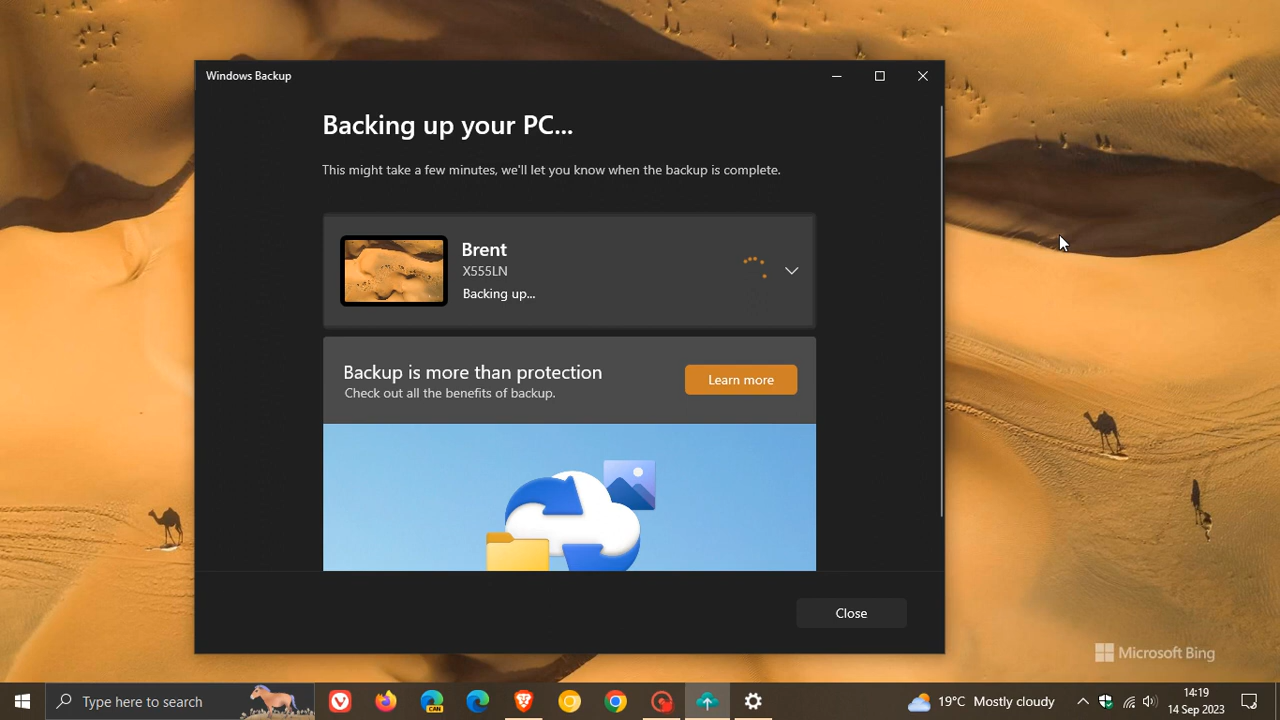 Windows Backup
Backing up your PC...
This might take a few minutes, we'll let you know when the backup is complete.
Brent
X555LN
Backing up...
Backup is more than protection
Check out all the benefits of backup.
Learn more
Close
Microsoft Bing
Type here to search
CAN
19°C Mostly cloudy
14:19
14 Sep 2023